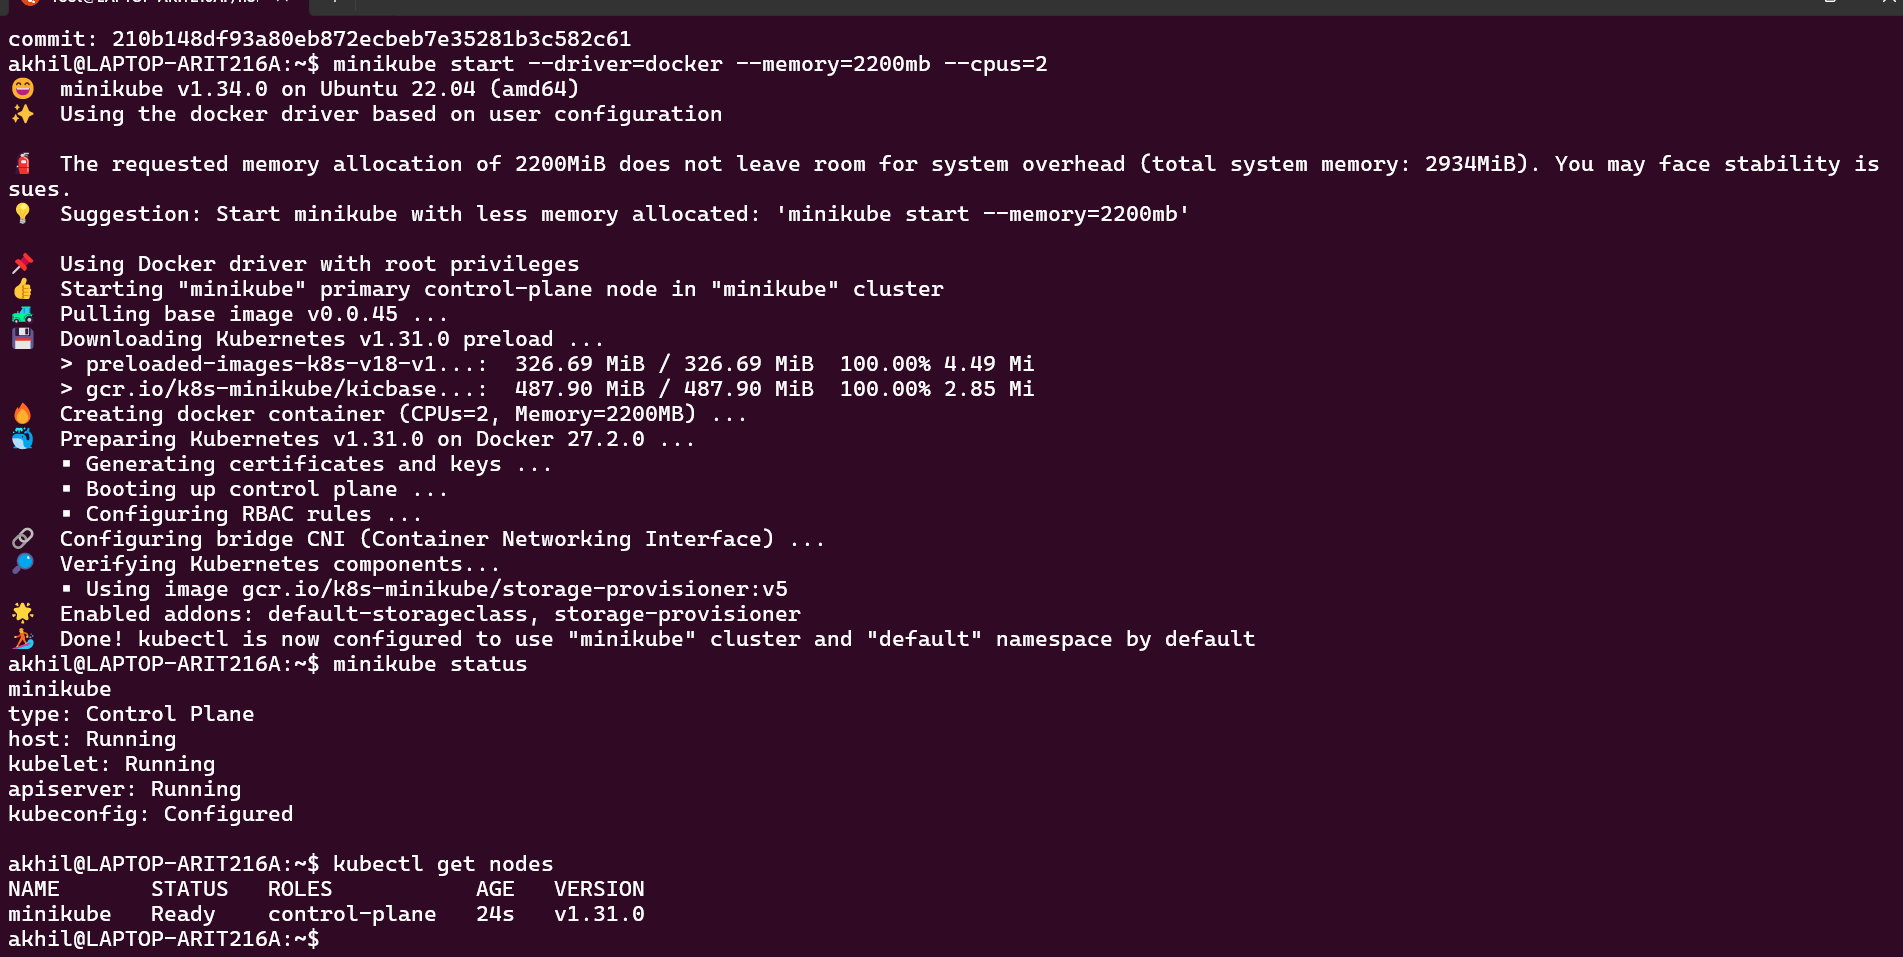 commit: 210b148df93a80eb872ecbeb7e35281b3c582c61
akhil@LAPTOP-ARIT216A:~$ minikube start --driver=docker --memory=2200mb --cpus=2
😄  minikube v1.34.0 on Ubuntu 22.04 (amd64)
✨  Using the docker driver based on user configuration
🧯  The requested memory allocation of 2200MiB does not leave room for system overhead (total system memory: 2934MiB). You may face stability is
sues.
💡  Suggestion: Start minikube with less memory allocated: 'minikube start --memory=2200mb'
📌  Using Docker driver with root privileges
👍  Starting "minikube" primary control-plane node in "minikube" cluster
🚜  Pulling base image v0.0.45 ...
💾  Downloading Kubernetes v1.31.0 preload ...
    > preloaded-images-k8s-v18-v1...:  326.69 MiB / 326.69 MiB  100.00% 4.49 Mi
    > gcr.io/k8s-minikube/kicbase...:  487.90 MiB / 487.90 MiB  100.00% 2.85 Mi
🔥  Creating docker container (CPUs=2, Memory=2200MB) ...
🐳  Preparing Kubernetes v1.31.0 on Docker 27.2.0 ...
    ▪ Generating certificates and keys ...
    ▪ Booting up control plane ...
    ▪ Configuring RBAC rules ...
🔗  Configuring bridge CNI (Container Networking Interface) ...
🔎  Verifying Kubernetes components...
    ▪ Using image gcr.io/k8s-minikube/storage-provisioner:v5
🌟  Enabled addons: default-storageclass, storage-provisioner
🏄  Done! kubectl is now configured to use "minikube" cluster and "default" namespace by default
akhil@LAPTOP-ARIT216A:~$ minikube status
minikube
type: Control Plane
host: Running
kubelet: Running
apiserver: Running
kubeconfig: Configured
akhil@LAPTOP-ARIT216A:~$ kubectl get nodes
NAME       STATUS   ROLES           AGE   VERSION
minikube   Ready    control-plane   24s   v1.31.0
akhil@LAPTOP-ARIT216A:~$